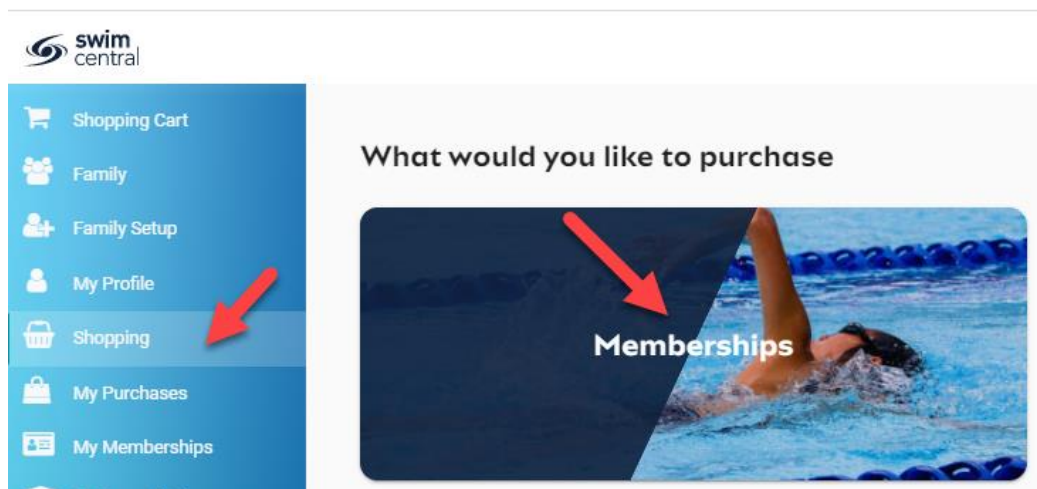 swim
central
Shopping Cart
Family
Family Setup
My Profile
Shopping
My Purchases
My Memberships
What would you like to purchase
Memberships